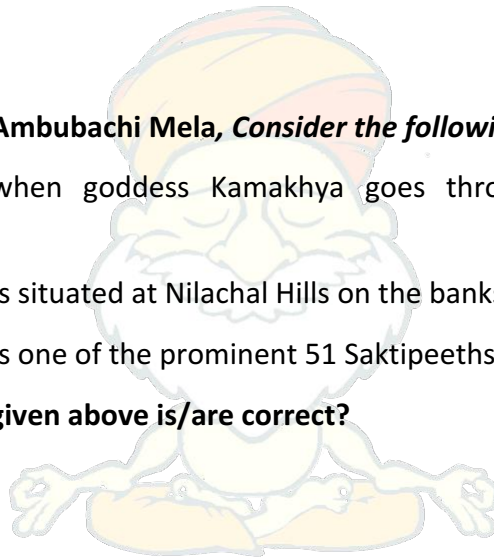 Ambubachi Mela, Consider the followi
when goddess Kamakhya goes thro
s situated at Nilachal Hills on the banks
s one of the prominent 51 Saktipeeths
given above is/are correct?